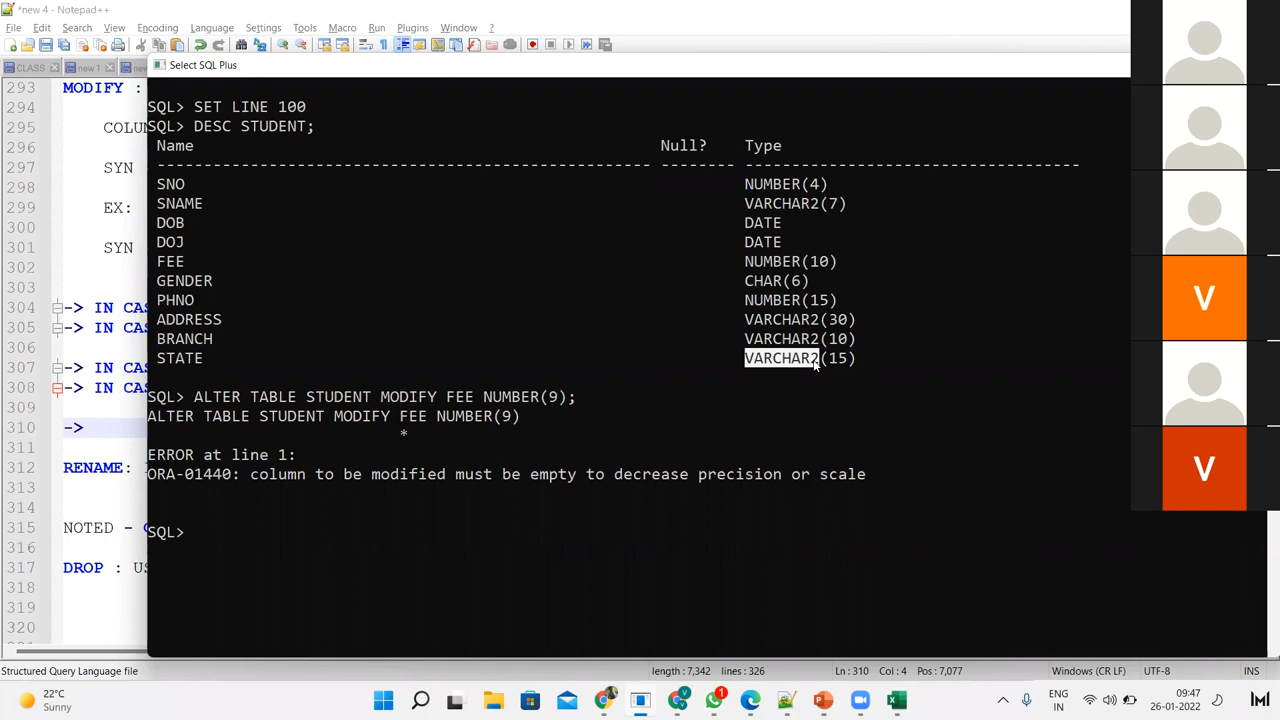 *new 4 - Notepad++
File Edit Search View Encoding Language Settings Tools Macro Run Plugins Window
CLASS new 1
Select SQL Plus
293 MODIFY :
294
295 COLUM
296
297 SYN
298
299 EX:
300
301 SYN
302
303
304 -> IN CAS
305 -> IN CAS
306
307 -> IN CAS
308 -> IN CAS
309
310 ->
311
312 RENAME:
313
314
315 NOTED -
316
317 DROP : US
318
319
320
SQL> SET LINE 100
SQL> DESC STUDENT;
Name Null? Type
----------------------------------------------------- -------- ------------------------------------
SNO NUMBER(4)
SNAME VARCHAR2(7)
DOB DATE
DOJ DATE
FEE NUMBER(10)
GENDER CHAR(6)
PHNO NUMBER(15)
ADDRESS VARCHAR2(30)
BRANCH VARCHAR2(10)
STATE VARCHAR2(15)
SQL> ALTER TABLE STUDENT MODIFY FEE NUMBER(9);
ALTER TABLE STUDENT MODIFY FEE NUMBER(9)
*
ERROR at line 1:
ORA-01440: column to be modified must be empty to decrease precision or scale
SQL>
V
V
Structured Query Language file length : 7,342 lines : 326 Ln : 310 Col : 4 Pos : 7,077 Windows (CR LF) UTF-8 INS
22°C
Sunny
1
ENG
IN
09:47
26-01-2022